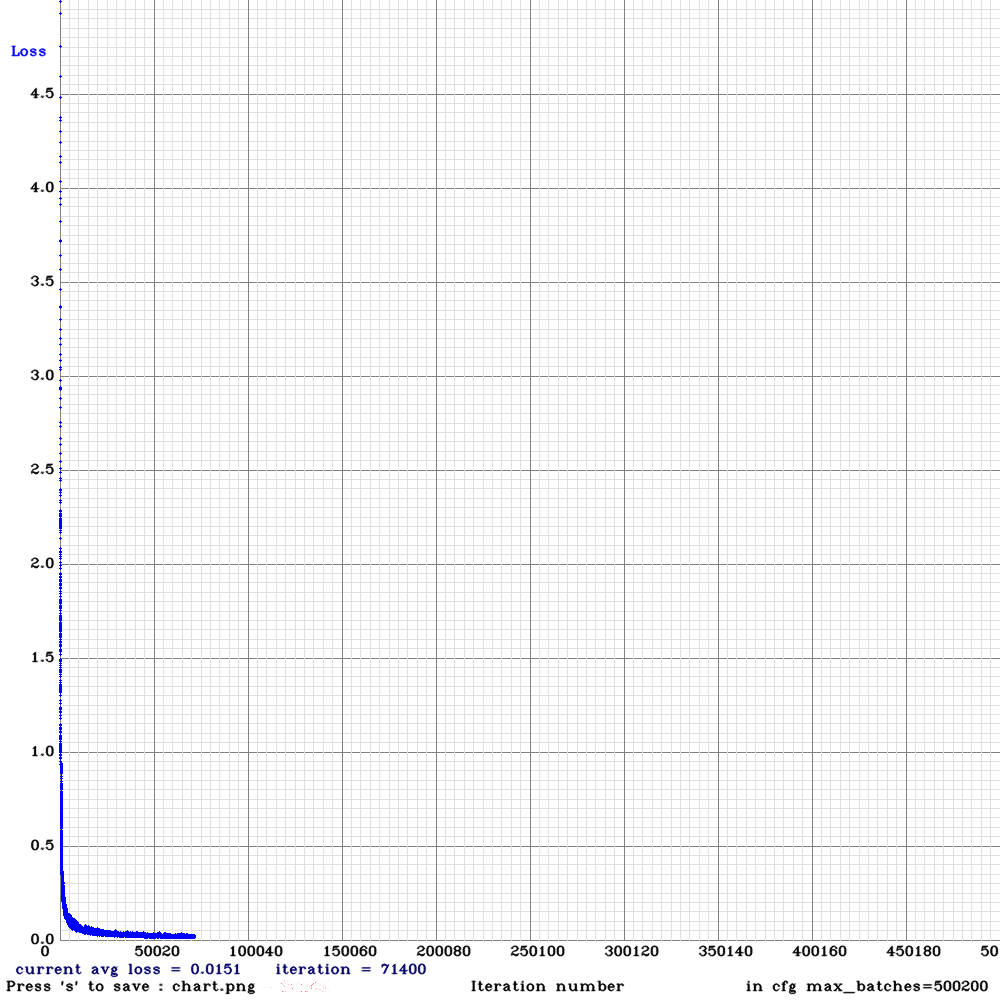 Loss
4.5
4.0
3.5
3.0
2.5
2.0
1.5
1.0
0.5
0.0
0 50020 100040 150060 200080 250100 300120 350140 400160 450180 50
current avg loss = 0.0151 iteration = 71400
Press 's' to save : chart.png Iteration number in cfg max_batches=500200